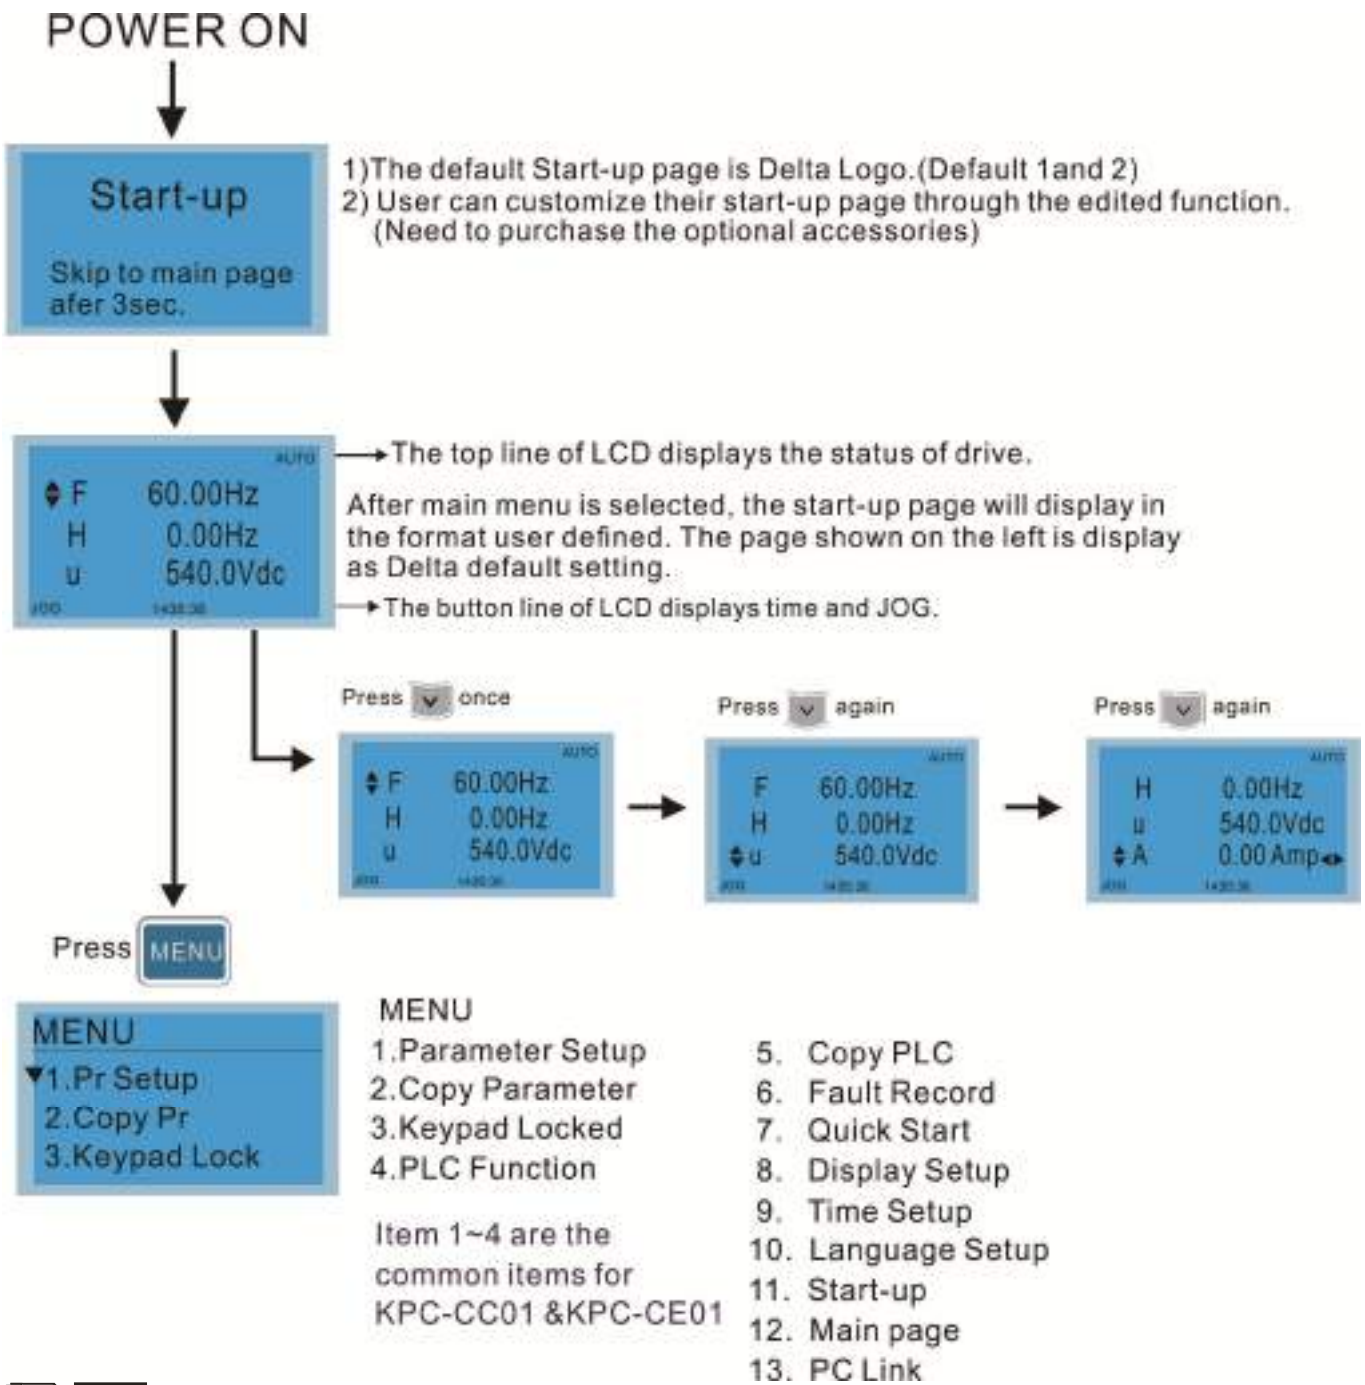 POWER ON
Start-up
Skip to main page
afer 3sec.
1)The default Start-up page is Delta Logo.(Default 1and 2)
2) User can customize their start-up page through the edited function.
(Need to purchase the optional accessories)
AUTO
F 60.00Hz
H 0.00Hz
u 540.0Vdc
JOG
The top line of LCD displays the status of drive.
After main menu is selected, the start-up page will display in
the format user defined. The page shown on the left is display
as Delta default setting.
The button line of LCD displays time and JOG.
Press once
AUTO
F 60.00Hz
H 0.00Hz
u 540.0Vdc
JOG
Press again
AUTO
F 60.00Hz
H 0.00Hz
u 540.0Vdc
JOG
Press again
AUTO
H 0.00Hz
u 540.0Vdc
A 0.00 Amp
JOG
Press MENU
MENU
1.Pr Setup
2.Copy Pr
3.Keypad Lock
MENU
1.Parameter Setup
2.Copy Parameter
3.Keypad Locked
4.PLC Function
Item 1~4 are the
common items for
KPC-CC01 &KPC-CE01
5. Copy PLC
6. Fault Record
7. Quick Start
8. Display Setup
9. Time Setup
10. Language Setup
11. Start-up
12. Main page
13. PC Link